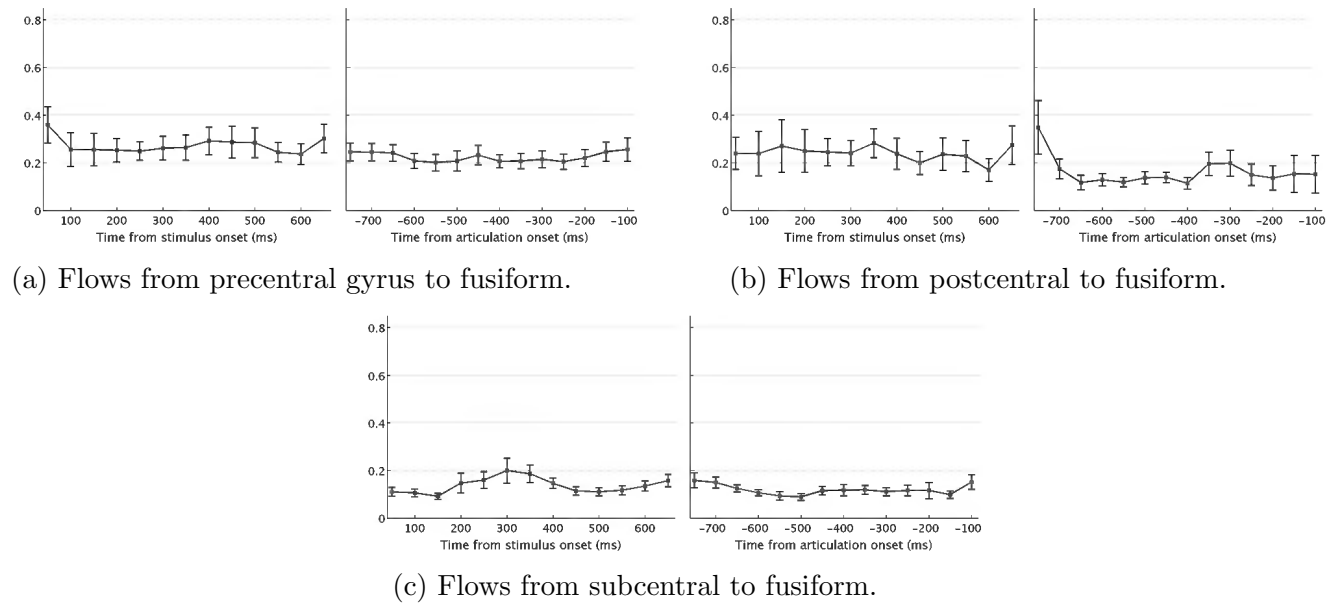 0.8
0.6
0.4
0.2
0
100 200 300 400 500 600
−700 −600 −500 −400 −300 −200 −100
Time from stimulus onset (ms)
Time from articulation onset (ms)
(a) Flows from precentral gyrus to fusiform.
0.8
0.6
0.4
0.2
0
100 200 300 400 500 600
−700 −600 −500 −400 −300 −200 −100
Time from stimulus onset (ms)
Time from articulation onset (ms)
(b) Flows from postcentral to fusiform.
0.8
0.6
0.4
0.2
0
100 200 300 400 500 600
−700 −600 −500 −400 −300 −200 −100
Time from stimulus onset (ms)
Time from articulation onset (ms)
(c) Flows from subcentral to fusiform.